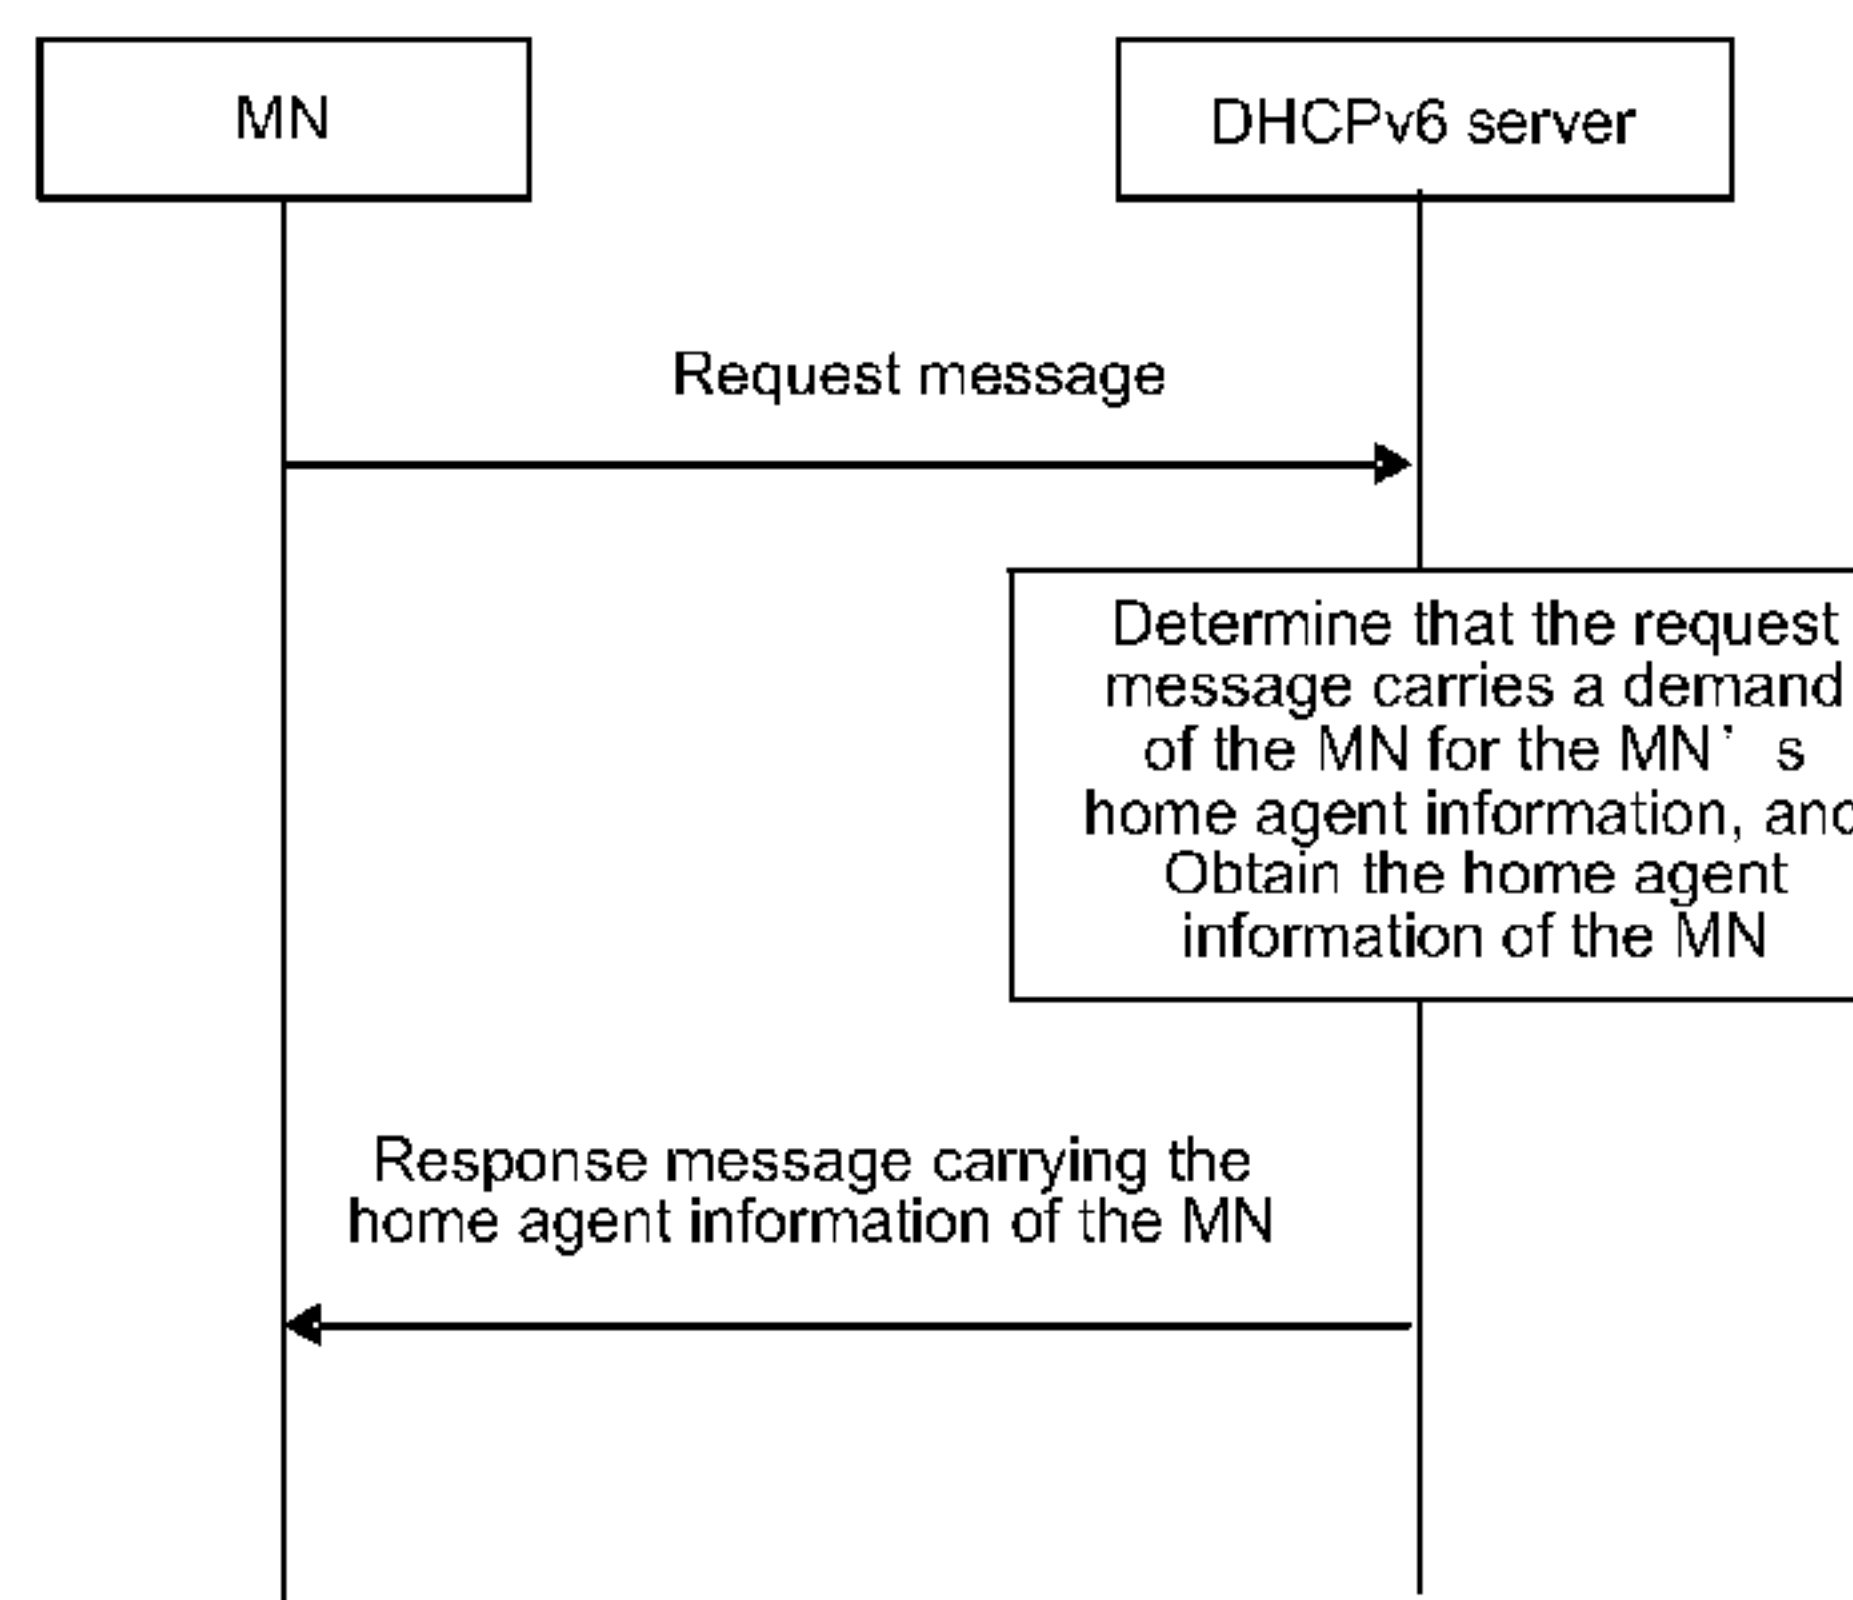 MN
DHCPv6 server
Request message
Determine that the request
message carries a demand
of the MN for the MN’ s
home agent information, and
Obtain the home agent
information of the MN
Response message carrying the
home agent information of the MN